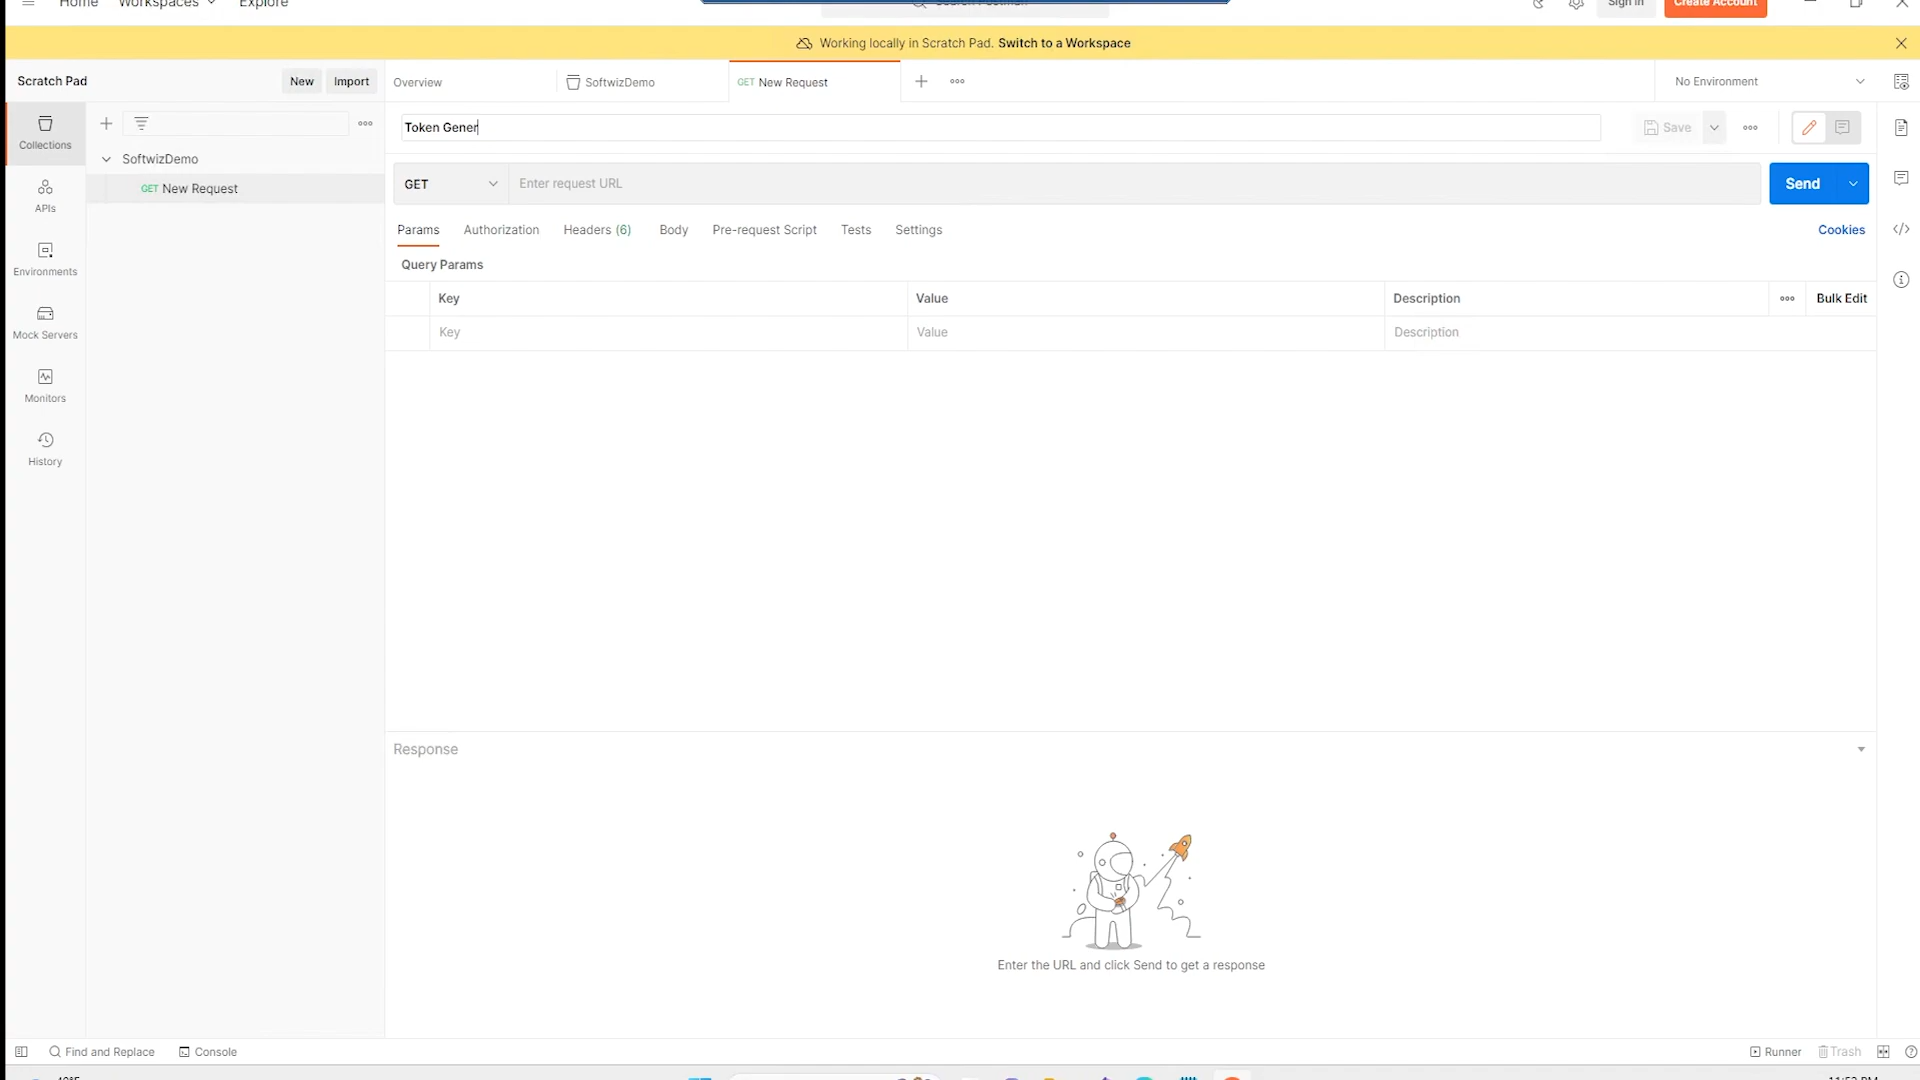 Home Workspaces Explore Search Postman Sign In Create Account
Working locally in Scratch Pad. Switch to a Workspace
Scratch Pad New Import Overview SoftwizDemo GET New Request No Environment
Token Gener Save
Collections
SoftwizDemo
GET New Request
GET Enter request URL Send
APIs
Params Authorization Headers (6) Body Pre-request Script Tests Settings Cookies
Query Params
Environments
Key Value Description Bulk Edit
Key Value Description
Mock Servers
Monitors
History
Response
Enter the URL and click Send to get a response
Find and Replace Console Runner Trash